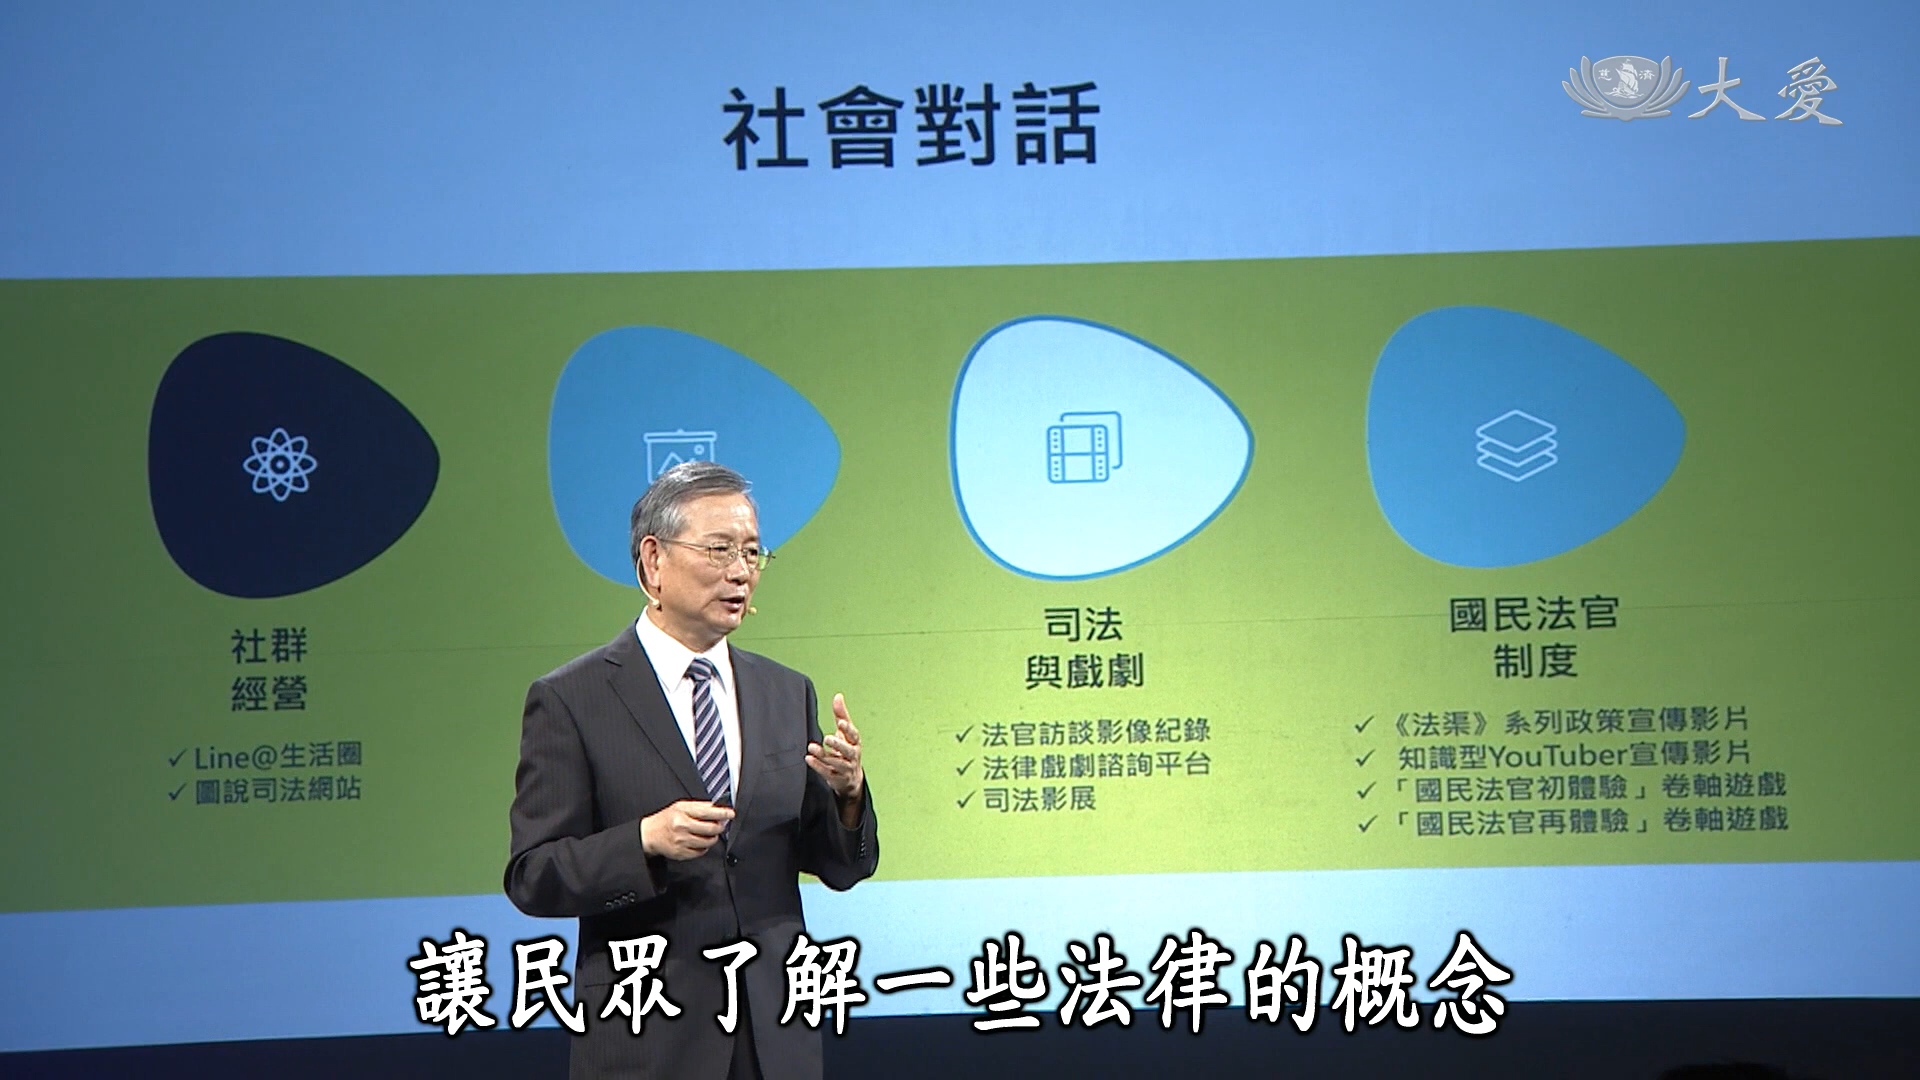 慈濟 大愛
社會對話
社群
經營
✓ Line@生活圈
✓ 圖說司法網站
司法
與戲劇
✓ 法官訪談影像紀錄
✓ 法律戲劇諮詢平台
✓ 司法影展
國民法官
制度
✓ 《法渠》系列政策宣傳影片
✓ 知識型YouTuber宣傳影片
✓ 「國民法官初體驗」卷軸遊戲
✓ 「國民法官再體驗」卷軸遊戲
讓民眾了解一些法律的概念